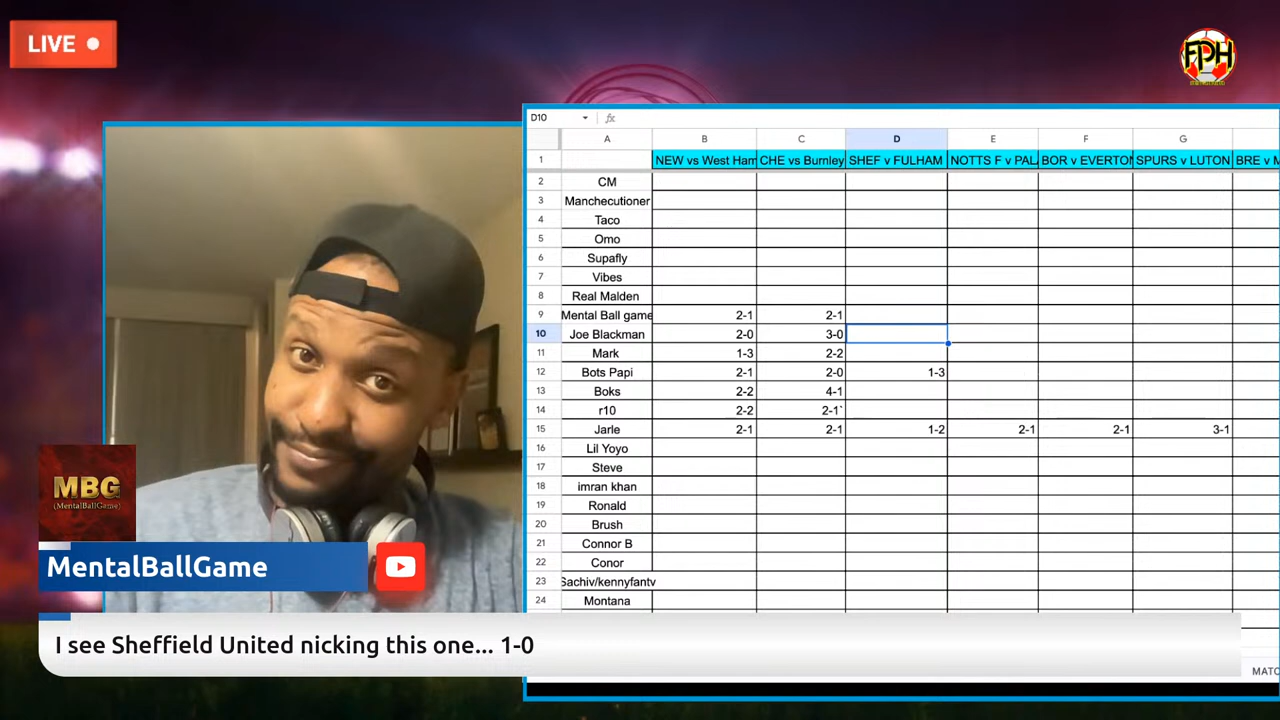 LIVE
FPH
D10 fx
A B C D E F G
1 NEW vs West Ham CHE vs Burnley SHEF v FULHAM NOTTS F v PAL BOR v EVERTON SPURS v LUTON BRE v M
2 CM
3 Manchecutioner
4 Taco
5 Omo
6 Supafly
7 Vibes
8 Real Malden
9 Mental Ball game 2-1 2-1
10 Joe Blackman 2-0 3-0
11 Mark 1-3 2-2
12 Bots Papi 2-1 2-0 1-3
13 Boks 2-2 4-1
14 r10 2-2 2-1`
15 Jarle 2-1 2-1 1-2 2-1 2-1 3-1
16 Lil Yoyo
17 Steve
18 imran khan
19 Ronald
20 Brush
21 Connor B
22 Conor
23 Sachiv/kennyfantv
24 Montana
MATC
MBG
(MentalBallGame)
MentalBallGame
I see Sheffield United nicking this one... 1-0